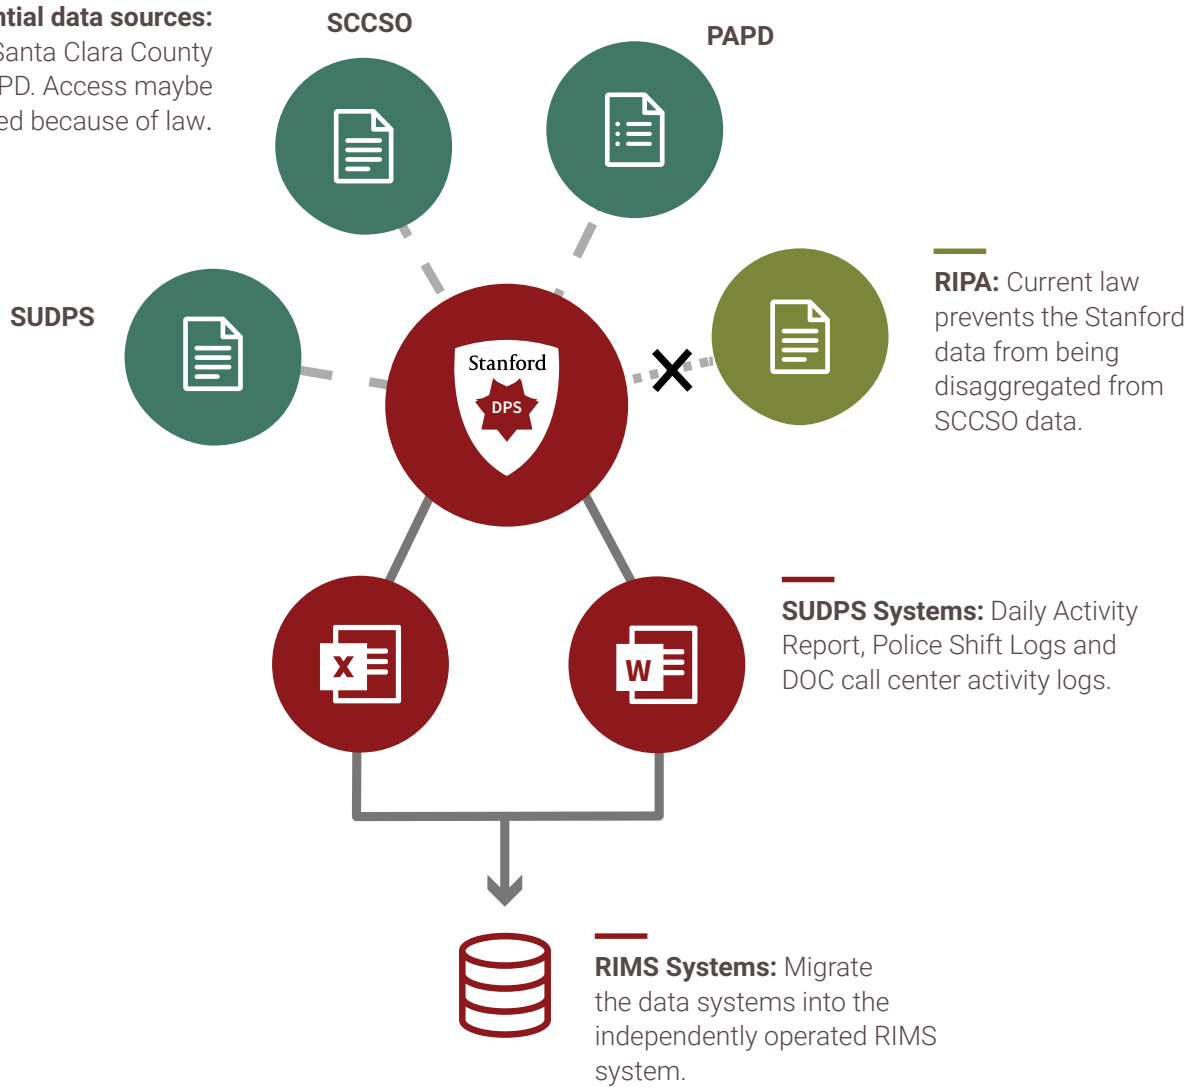 ntial data sources:
Santa Clara County
PD. Access maybe
ed because of law.
SCCSO
PAPD
SUDPS
Stanford
DPS
RIPA: Current law
prevents the Stanford
data from being
disaggregated from
SCCSO data.
X
W
SUDPS Systems: Daily Activity
Report, Police Shift Logs and
DOC call center activity logs.
RIMS Systems: Migrate
the data systems into the
independently operated RIMS
system.